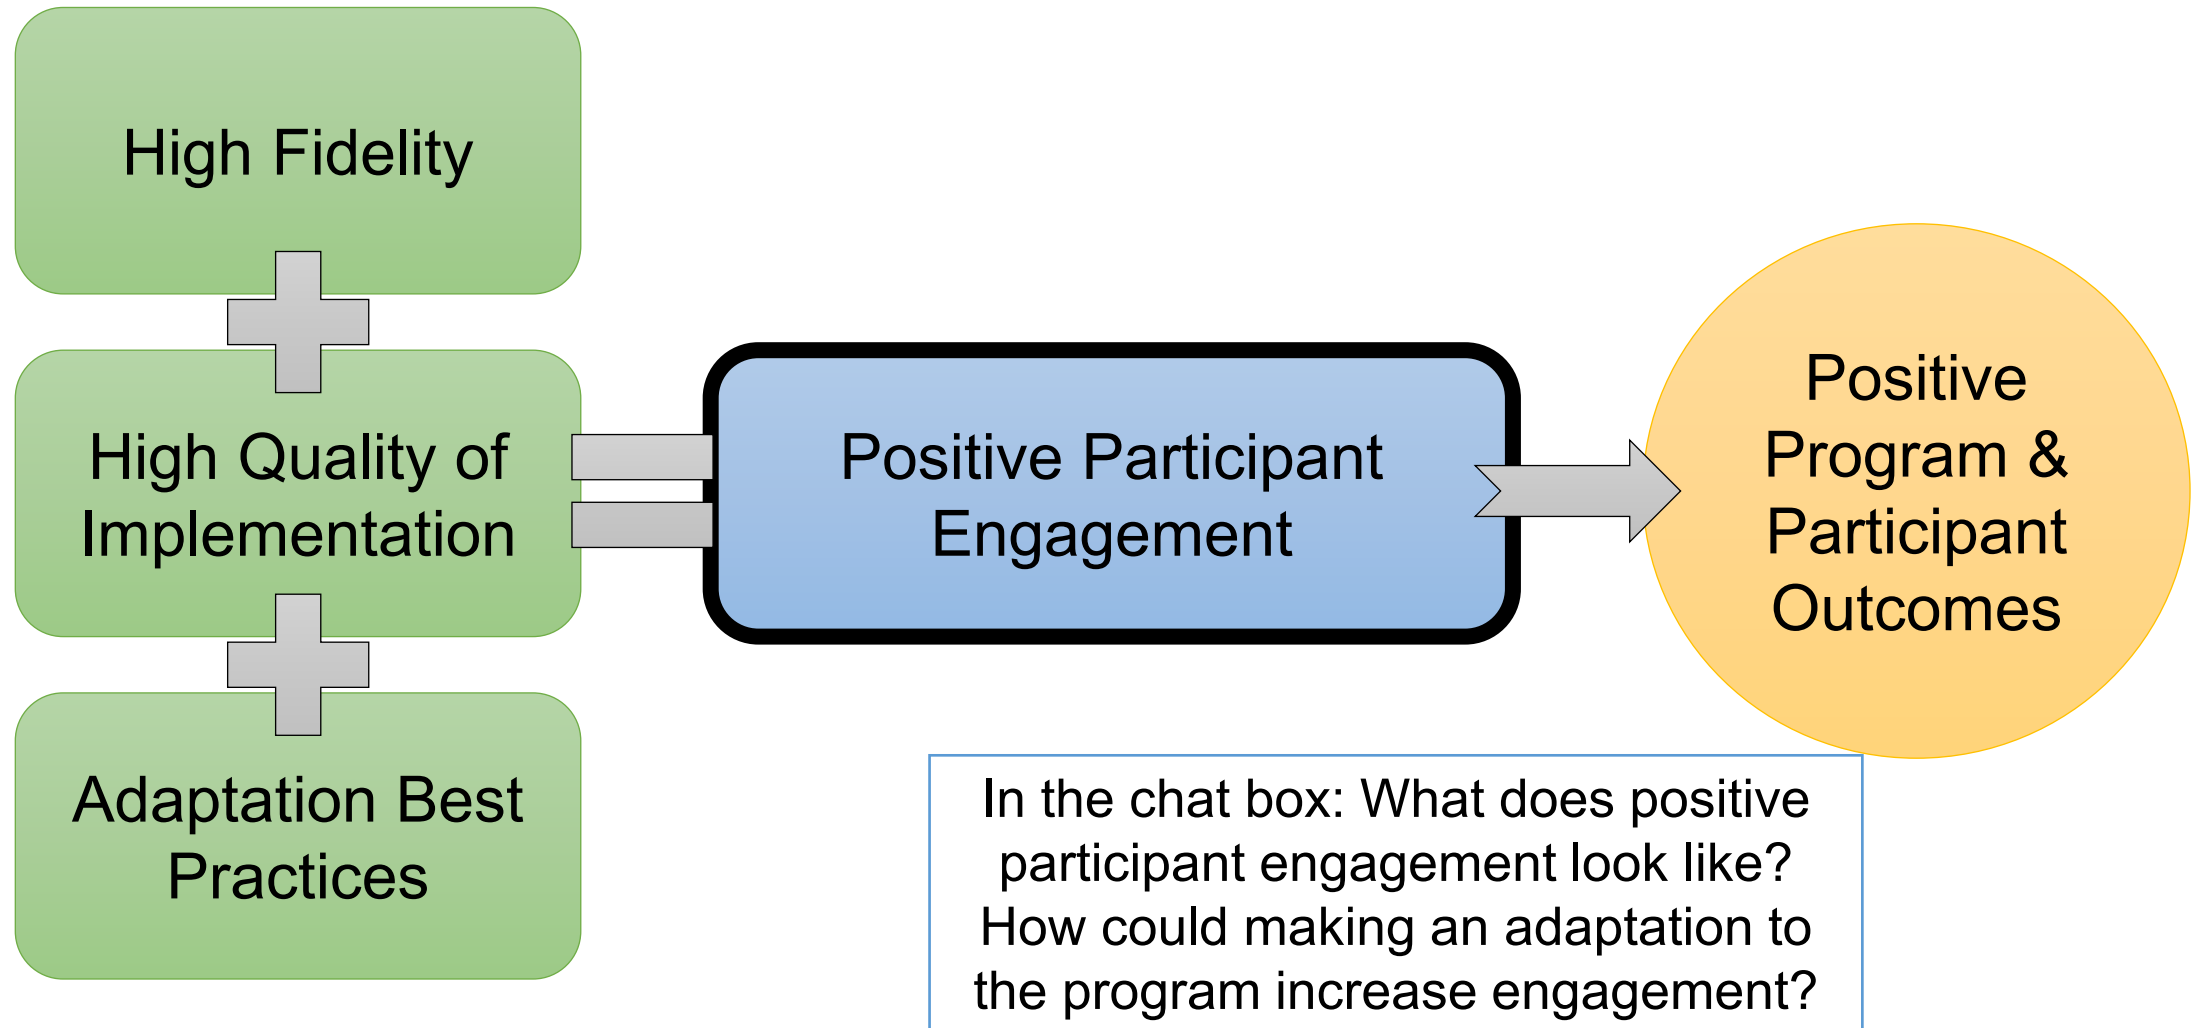 High Fidelity
High Quality of
Implementation
Adaptation Best
Practices
Positive Participant
Engagement
Positive
Program &
Participant
Outcomes
In the chat box: What does positive
participant engagement look like?
How could making an adaptation to
the program increase engagement?